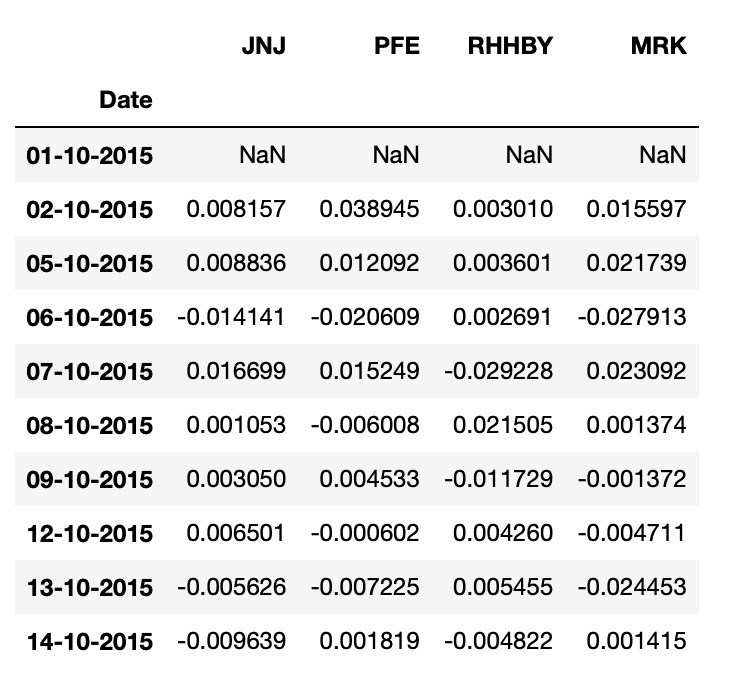 JNJ PFE RHHBY MRK
Date
01-10-2015 NaN NaN NaN NaN
02-10-2015 0.008157 0.038945 0.003010 0.015597
05-10-2015 0.008836 0.012092 0.003601 0.021739
06-10-2015 -0.014141 -0.020609 0.002691 -0.027913
07-10-2015 0.016699 0.015249 -0.029228 0.023092
08-10-2015 0.001053 -0.006008 0.021505 0.001374
09-10-2015 0.003050 0.004533 -0.011729 -0.001372
12-10-2015 0.006501 -0.000602 0.004260 -0.004711
13-10-2015 -0.005626 -0.007225 0.005455 -0.024453
14-10-2015 -0.009639 0.001819 -0.004822 0.001415